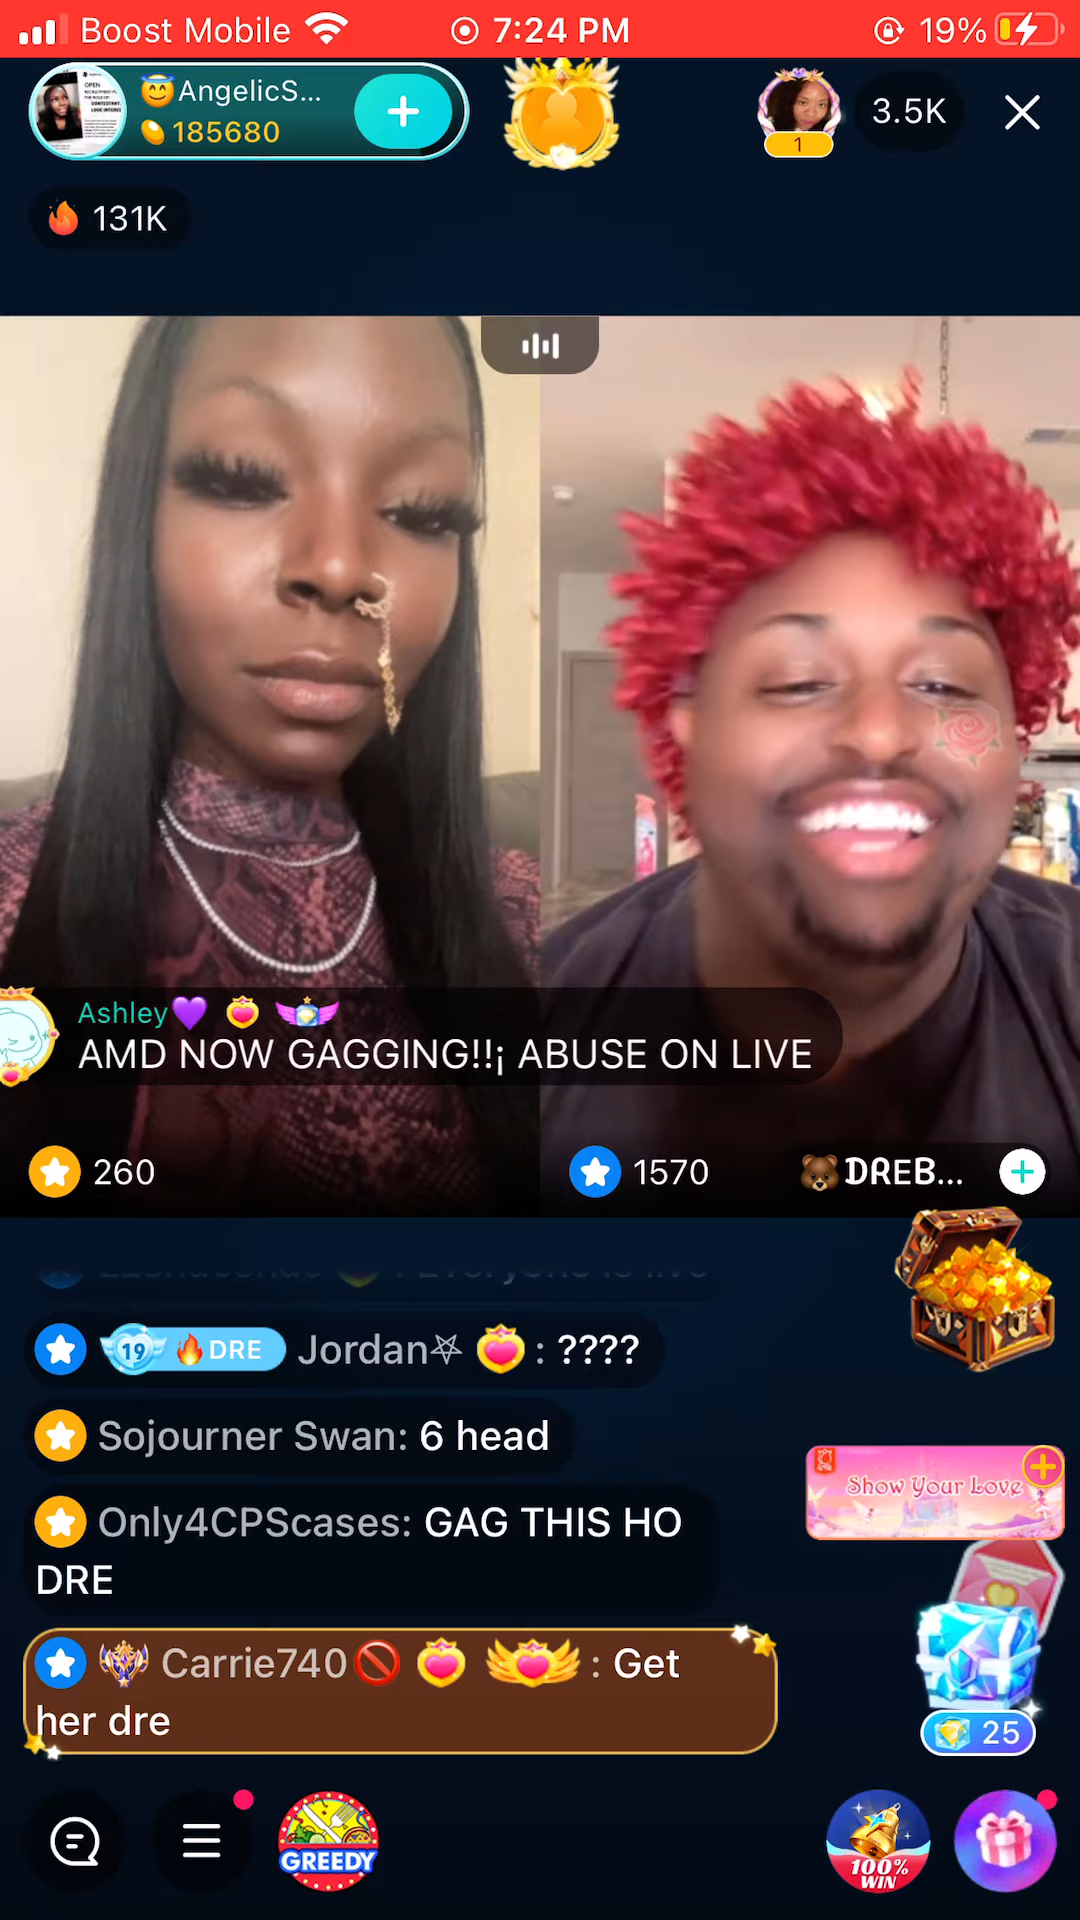 Boost Mobile
7:24 PM
19%
AngelicS...
185680
1
3.5K
131K
Ashley
AMD NOW GAGGING!!¡ ABUSE ON LIVE
260
1570
DREB...
19 DRE Jordan : ????
Sojourner Swan: 6 head
Only4CPScases: GAG THIS HO
DRE
Show Your Love
Carrie740 : Get
her dre
25
GREEDY
100%
WIN